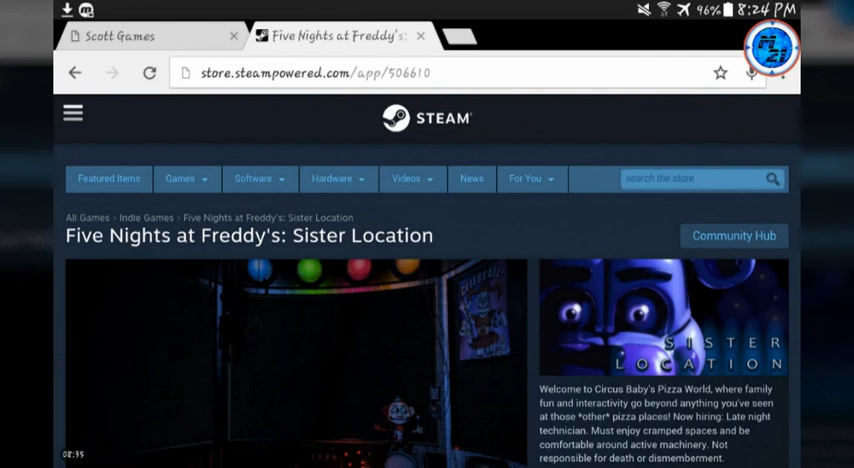 96% 8:24 PM
Scott Games
Five Nights at Freddy's:
store.steampowered.com/app/506610
M 21
STEAM
Featured Items Games Software Hardware Videos News For You search the store
All Games > Indie Games > Five Nights at Freddy's: Sister Location
Five Nights at Freddy's: Sister Location
Community Hub
CELEBRATE!
SISTER
LOCATION
Welcome to Circus Baby's Pizza World, where family
fun and interactivity go beyond anything you've seen
at those *other* pizza places! Now hiring: Late night
technician. Must enjoy cramped spaces and be
comfortable around active machinery. Not
responsible for death or dismemberment.
08:35